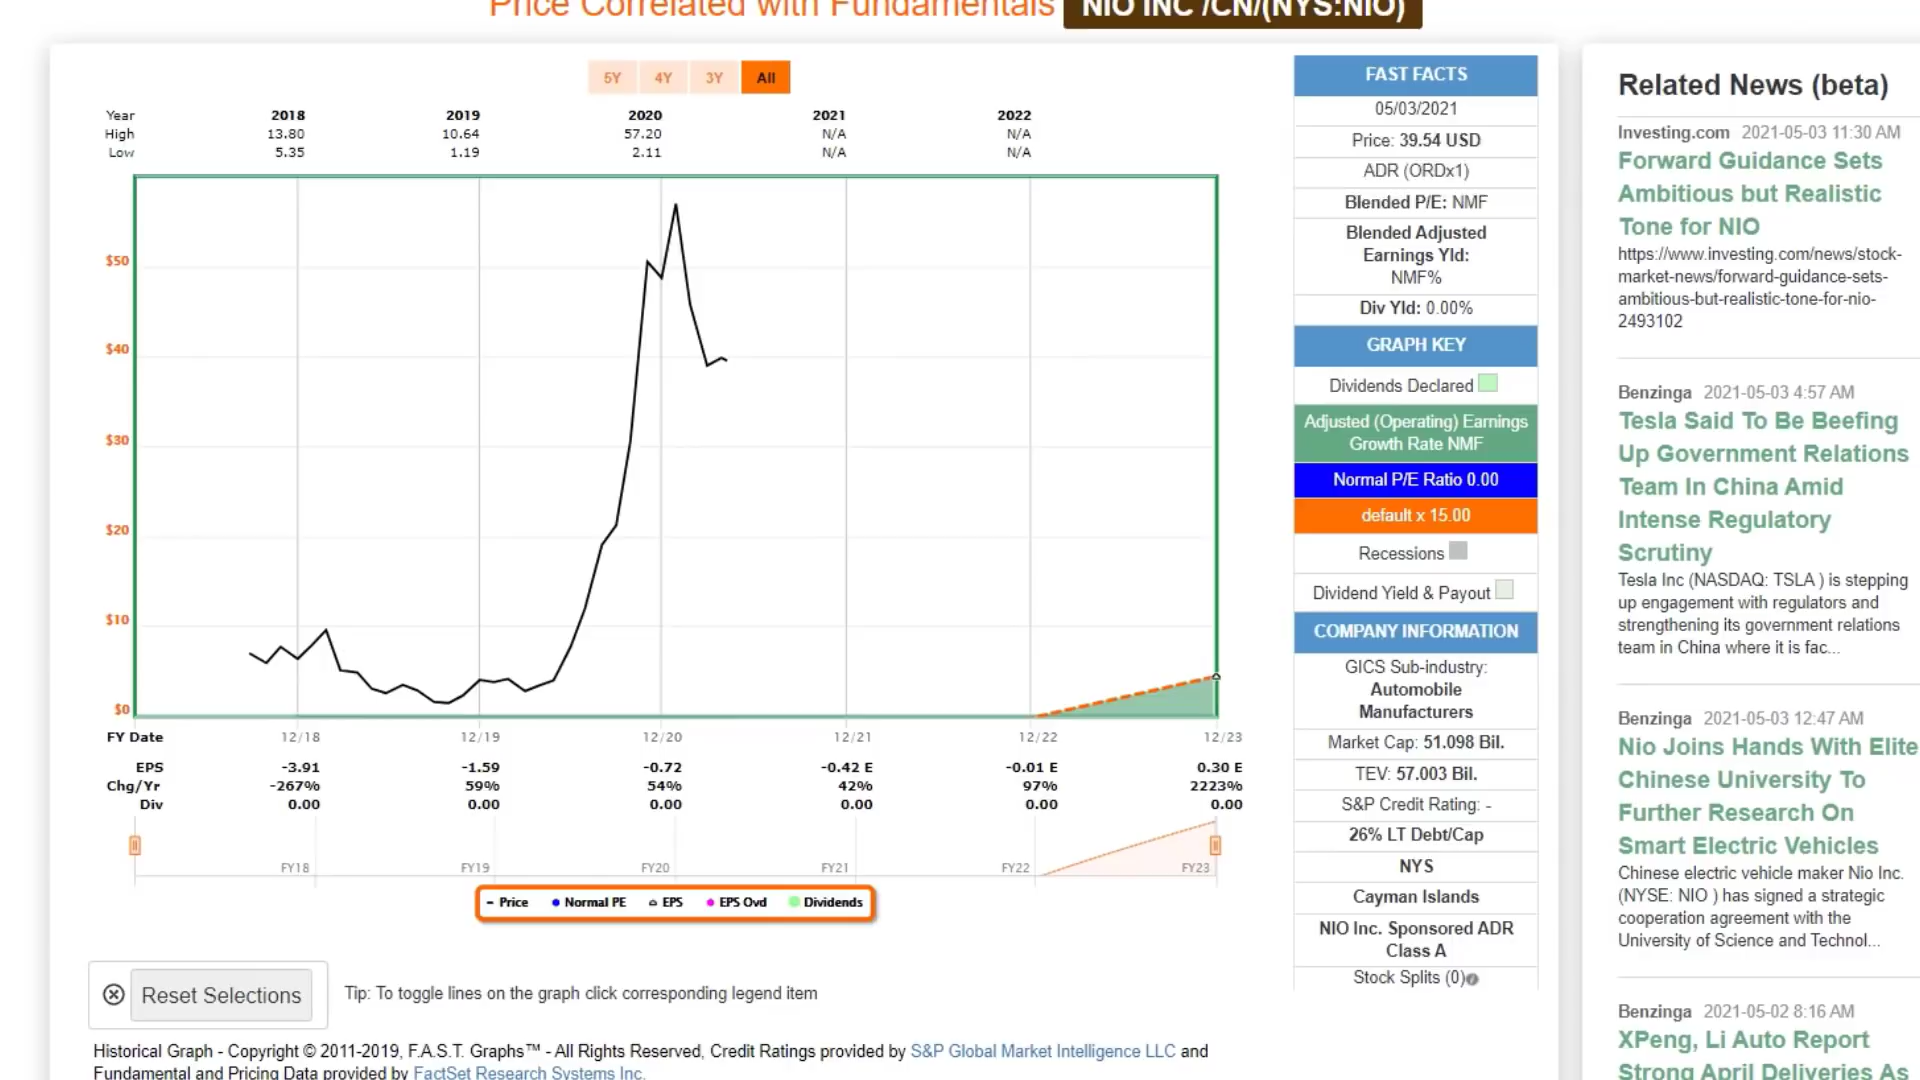 Price Correlated with Fundamentals NIO INC /CN/(NYS:NIO)
5Y 4Y 3Y All
Year 2018 2019 2020 2021 2022
High 13.80 10.64 57.20 N/A N/A
Low 5.35 1.19 2.11 N/A N/A
$50
$40
$30
$20
$10
$0
FY Date 12/18 12/19 12/20 12/21 12/22 12/23
EPS -3.91 -1.59 -0.72 -0.42 E -0.01 E 0.30 E
Chg/Yr -267% 59% 54% 42% 97% 2223%
Div 0.00 0.00 0.00 0.00 0.00 0.00
FY18 FY19 FY20 FY21 FY22 FY23
Price Normal PE EPS EPS Ovd Dividends
Reset Selections
Tip: To toggle lines on the graph click corresponding legend item
Historical Graph - Copyright © 2011-2019, F.A.S.T. Graphs™ - All Rights Reserved, Credit Ratings provided by S&P Global Market Intelligence LLC and
Fundamental and Pricing Data provided by FactSet Research Systems Inc.
FAST FACTS
05/03/2021
Price: 39.54 USD
ADR (ORDx1)
Blended P/E: NMF
Blended Adjusted
Earnings Yld:
NMF%
Div Yld: 0.00%
GRAPH KEY
Dividends Declared
Adjusted (Operating) Earnings
Growth Rate NMF
Normal P/E Ratio 0.00
default x 15.00
Recessions
Dividend Yield & Payout
COMPANY INFORMATION
GICS Sub-industry:
Automobile
Manufacturers
Market Cap: 51.098 Bil.
TEV: 57.003 Bil.
S&P Credit Rating: -
26% LT Debt/Cap
NYS
Cayman Islands
NIO Inc. Sponsored ADR
Class A
Stock Splits (0)
Related News (beta)
Investing.com 2021-05-03 11:30 AM
Forward Guidance Sets
Ambitious but Realistic
Tone for NIO
https://www.investing.com/news/stock-
market-news/forward-guidance-sets-
ambitious-but-realistic-tone-for-nio-
2493102
Benzinga 2021-05-03 4:57 AM
Tesla Said To Be Beefing
Up Government Relations
Team In China Amid
Intense Regulatory
Scrutiny
Tesla Inc (NASDAQ: TSLA ) is stepping
up engagement with regulators and
strengthening its government relations
team in China where it is fac...
Benzinga 2021-05-03 12:47 AM
Nio Joins Hands With Elite
Chinese University To
Further Research On
Smart Electric Vehicles
Chinese electric vehicle maker Nio Inc.
(NYSE: NIO ) has signed a strategic
cooperation agreement with the
University of Science and Technol...
Benzinga 2021-05-02 8:16 AM
XPeng, Li Auto Report
Strong April Deliveries As